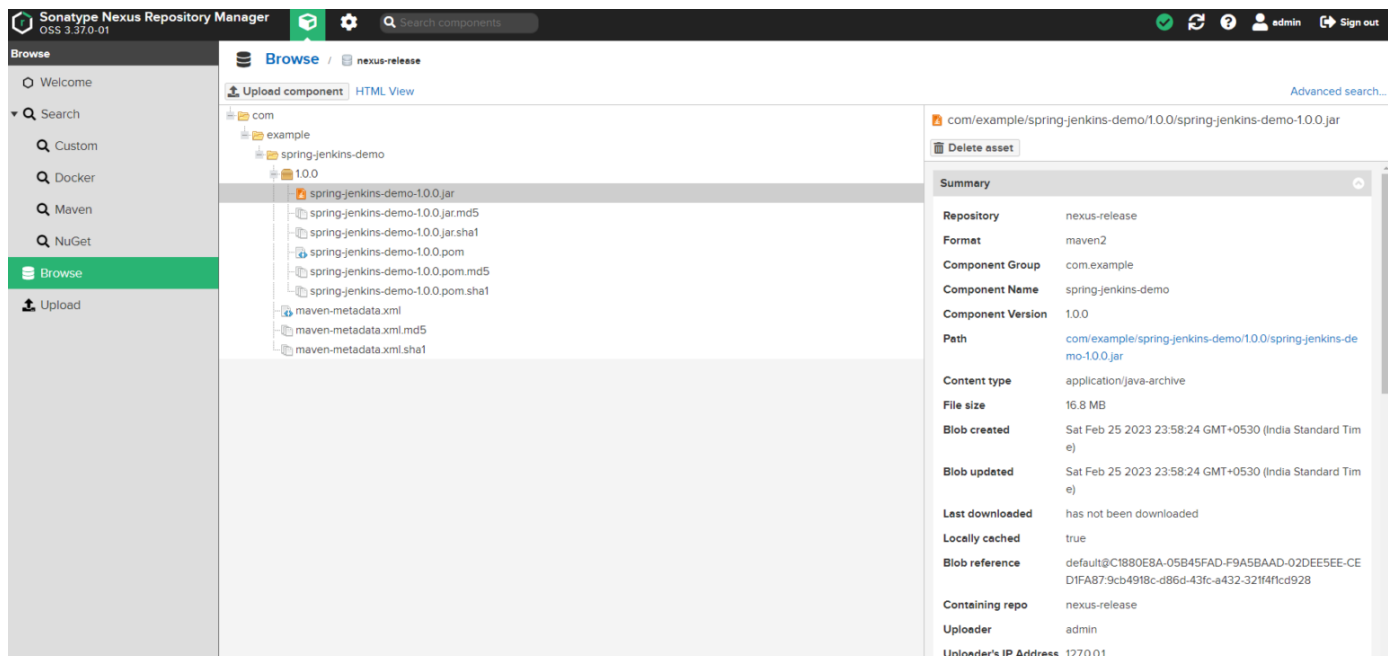 Sonatype Nexus Repository Manager
OSS 3.37.0-01
Search components
admin
Sign out
Browse
Browse / nexus-release
Welcome
Search
Custom
Docker
Maven
NuGet
Browse
Upload
Upload component
HTML View
Advanced search...
com
example
spring-jenkins-demo
1.0.0
spring-jenkins-demo-1.0.0.jar
spring-jenkins-demo-1.0.0.jar.md5
spring-jenkins-demo-1.0.0.jar.sha1
spring-jenkins-demo-1.0.0.pom
spring-jenkins-demo-1.0.0.pom.md5
spring-jenkins-demo-1.0.0.pom.sha1
maven-metadata.xml
maven-metadata.xml.md5
maven-metadata.xml.sha1
com/example/spring-jenkins-demo/1.0.0/spring-jenkins-demo-1.0.0.jar
Delete asset
Summary
Repository nexus-release
Format maven2
Component Group com.example
Component Name spring-jenkins-demo
Component Version 1.0.0
Path com/example/spring-jenkins-demo/1.0.0/spring-jenkins-de
mo-1.0.0.jar
Content type application/java-archive
File size 16.8 MB
Blob created Sat Feb 25 2023 23:58:24 GMT+0530 (India Standard Tim
e)
Blob updated Sat Feb 25 2023 23:58:24 GMT+0530 (India Standard Tim
e)
Last downloaded has not been downloaded
Locally cached true
Blob reference default@C1880E8A-05B45FAD-F9A5BAAD-02DEE5EE-CE
D1FA87:9cb4918c-d86d-43fc-a432-321f4f1cd928
Containing repo nexus-release
Uploader admin
Uploader's IP Address 127.0.0.1